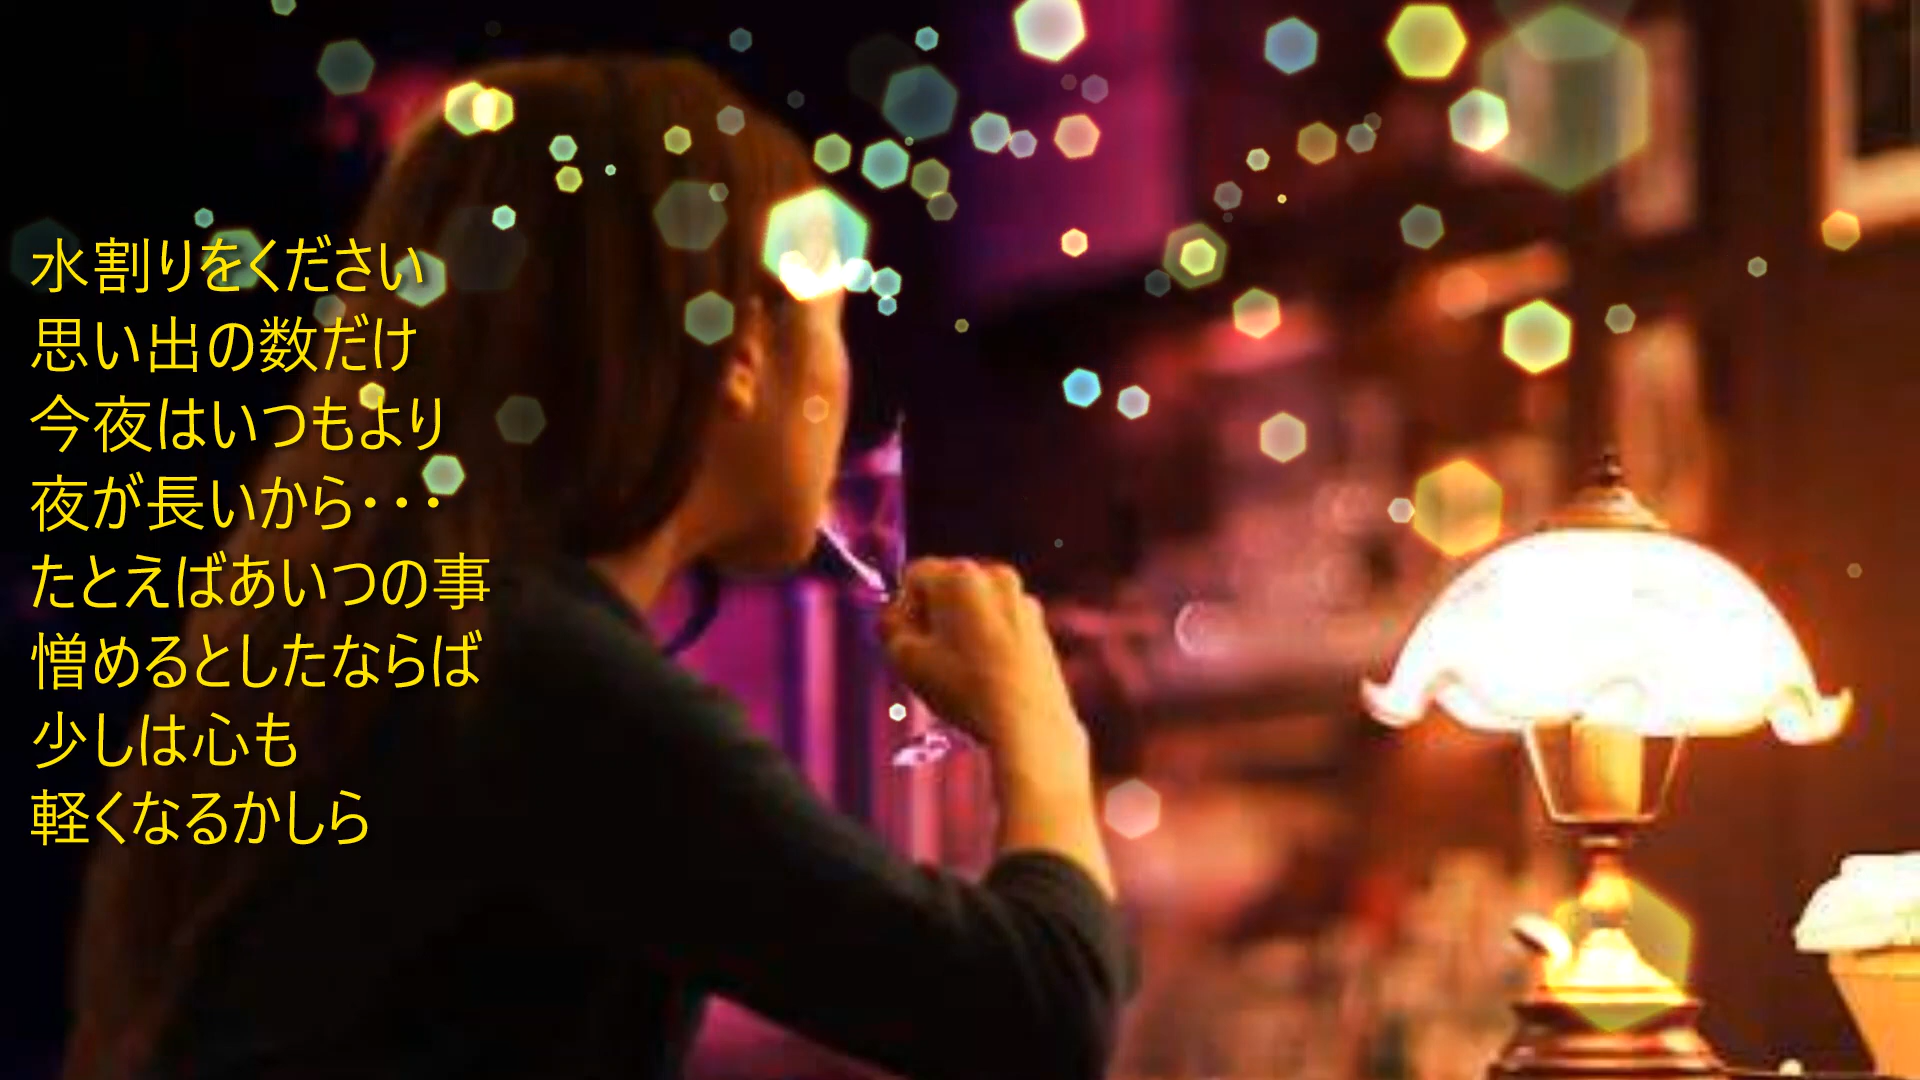 水割りをください
思い出の数だけ
今夜はいつもより
夜が長いから・・・
たとえばあいつの事
憎めるとしたならば
少しは心も
軽くなるかしら